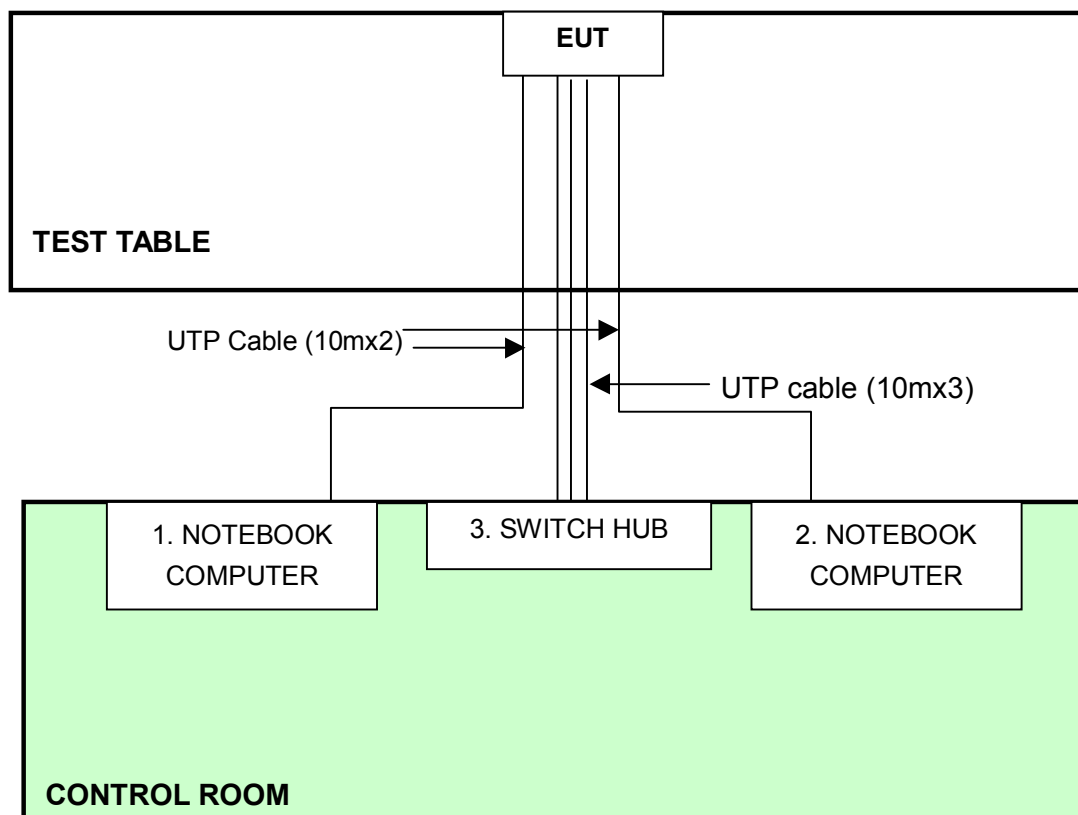 EUT
TEST TABLE
UTP Cable (10mx2)
UTP cable (10mx3)
1. NOTEBOOK
COMPUTER
3. SWITCH HUB
2. NOTEBOOK
COMPUTER
CONTROL ROOM